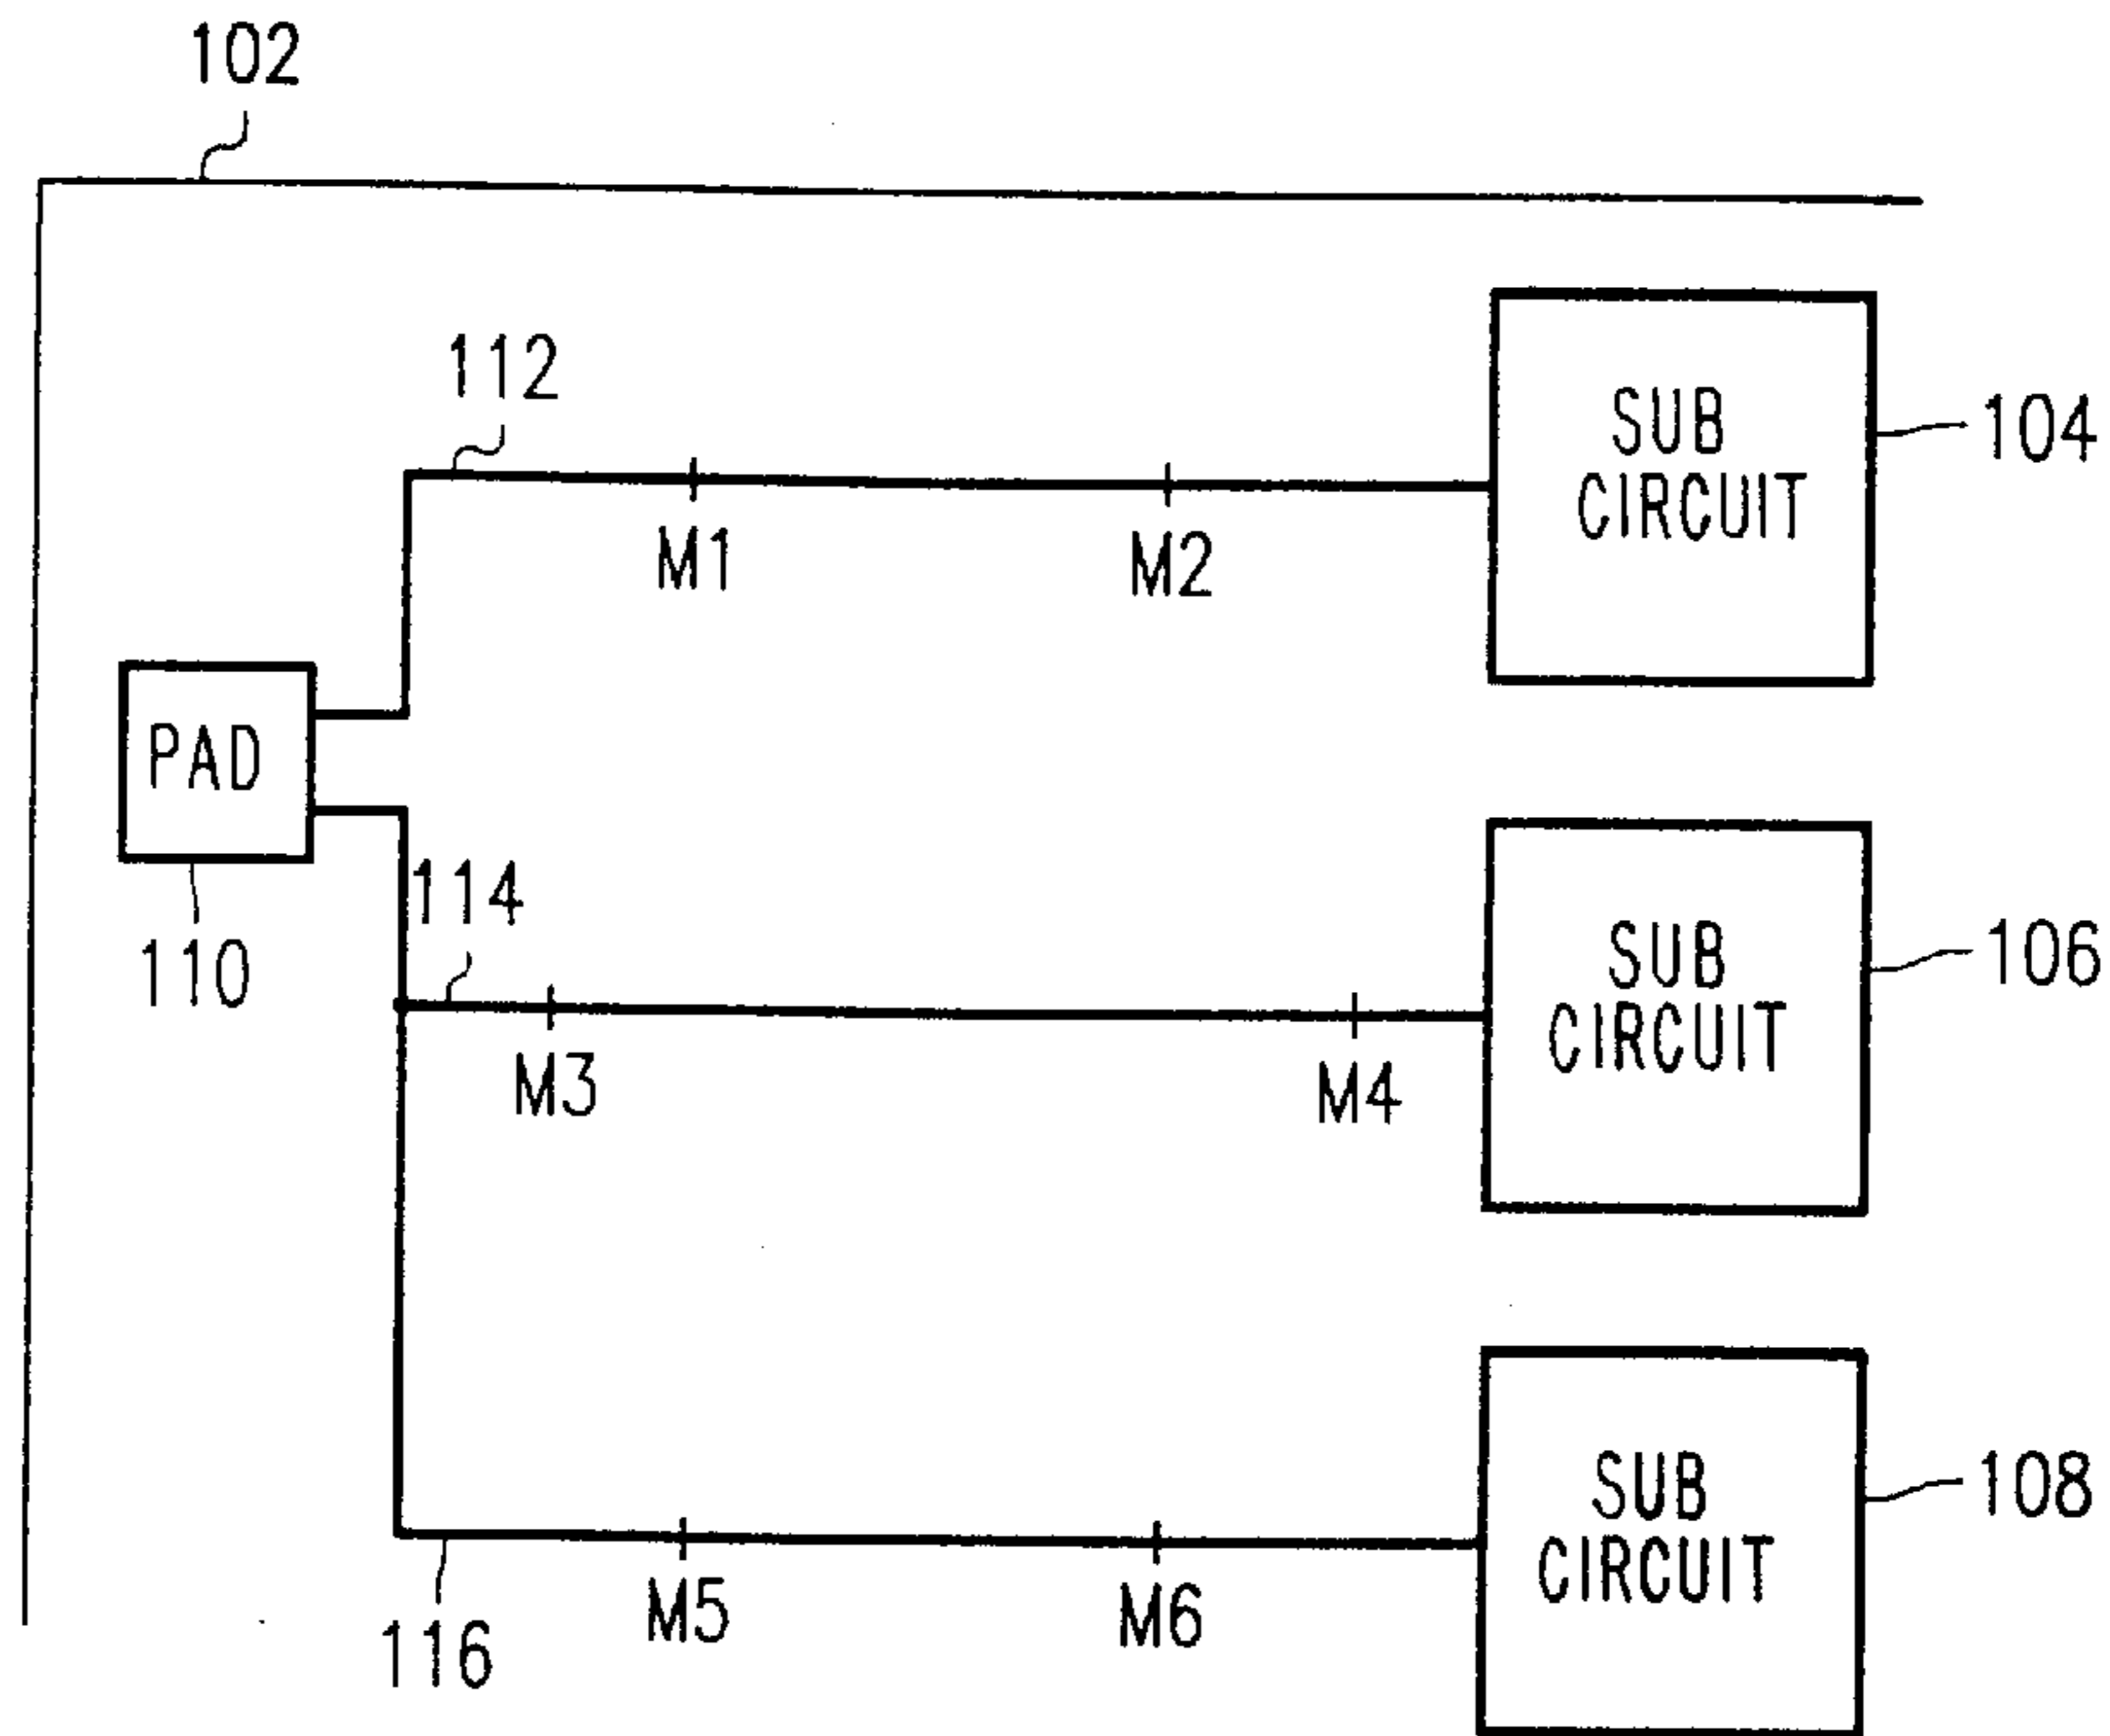 102
112
SUB
CIRCUIT
104
M1
M2
PAD
110
114
SUB
CIRCUIT
106
M3
M4
SUB
CIRCUIT
108
116
M5
M6